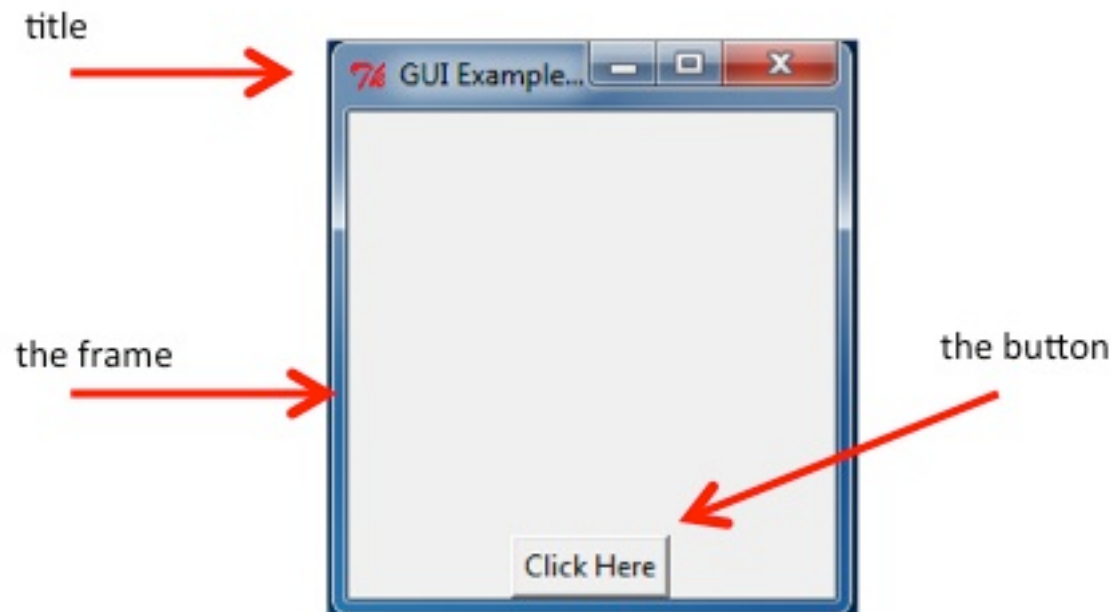 title
7k GUI Example...
X
the frame
the button
Click Here